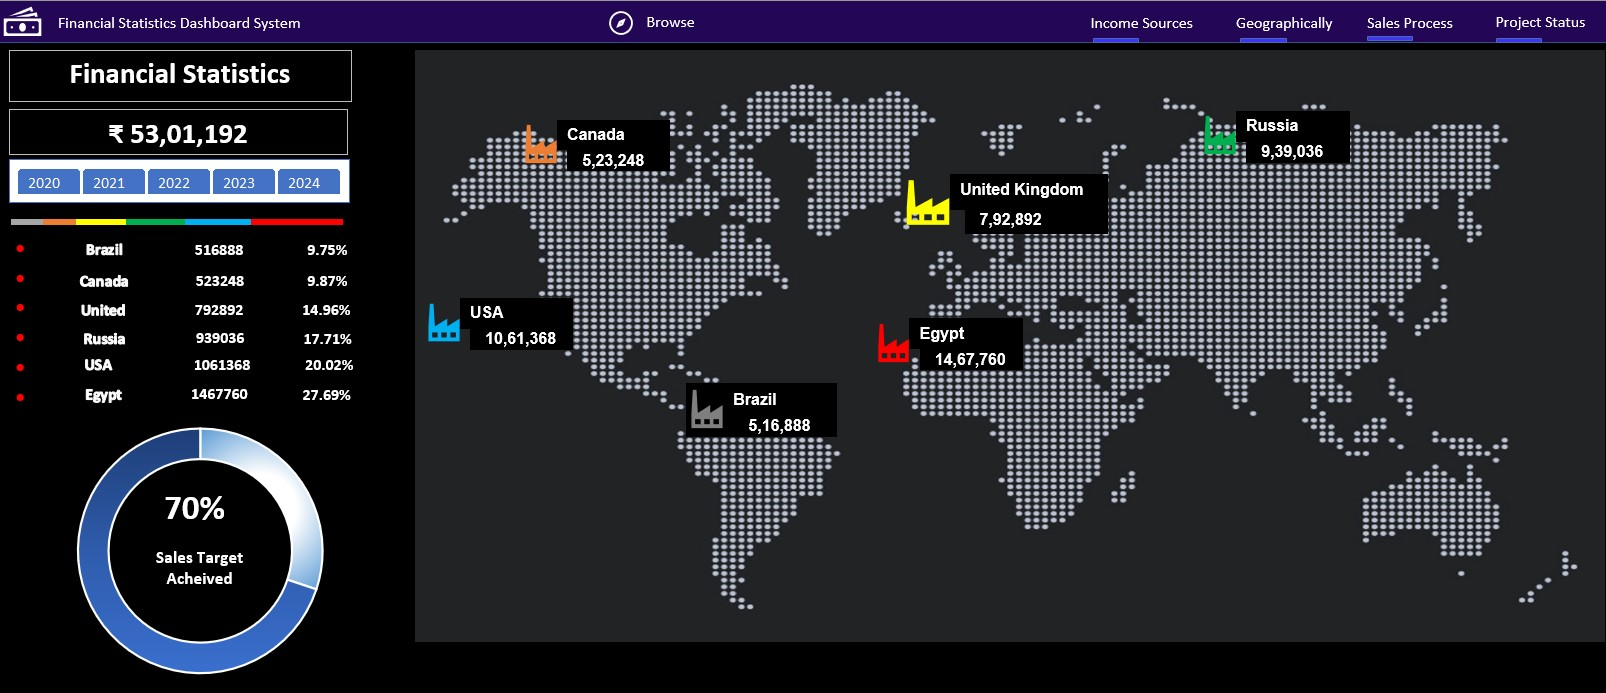 Financial Statistics Dashboard System
Browse
Income Sources
Geographically
Sales Process
Project Status
Financial Statistics
₹ 53,01,192
2020 2021 2022 2023 2024
Brazil 516888 9.75%
Canada 523248 9.87%
United 792892 14.96%
Russia 939036 17.71%
USA 1061368 20.02%
Egypt 1467760 27.69%
70%
Sales Target
Acheived
Canada
5,23,248
Russia
9,39,036
United Kingdom
7,92,892
USA
10,61,368
Egypt
14,67,760
Brazil
5,16,888